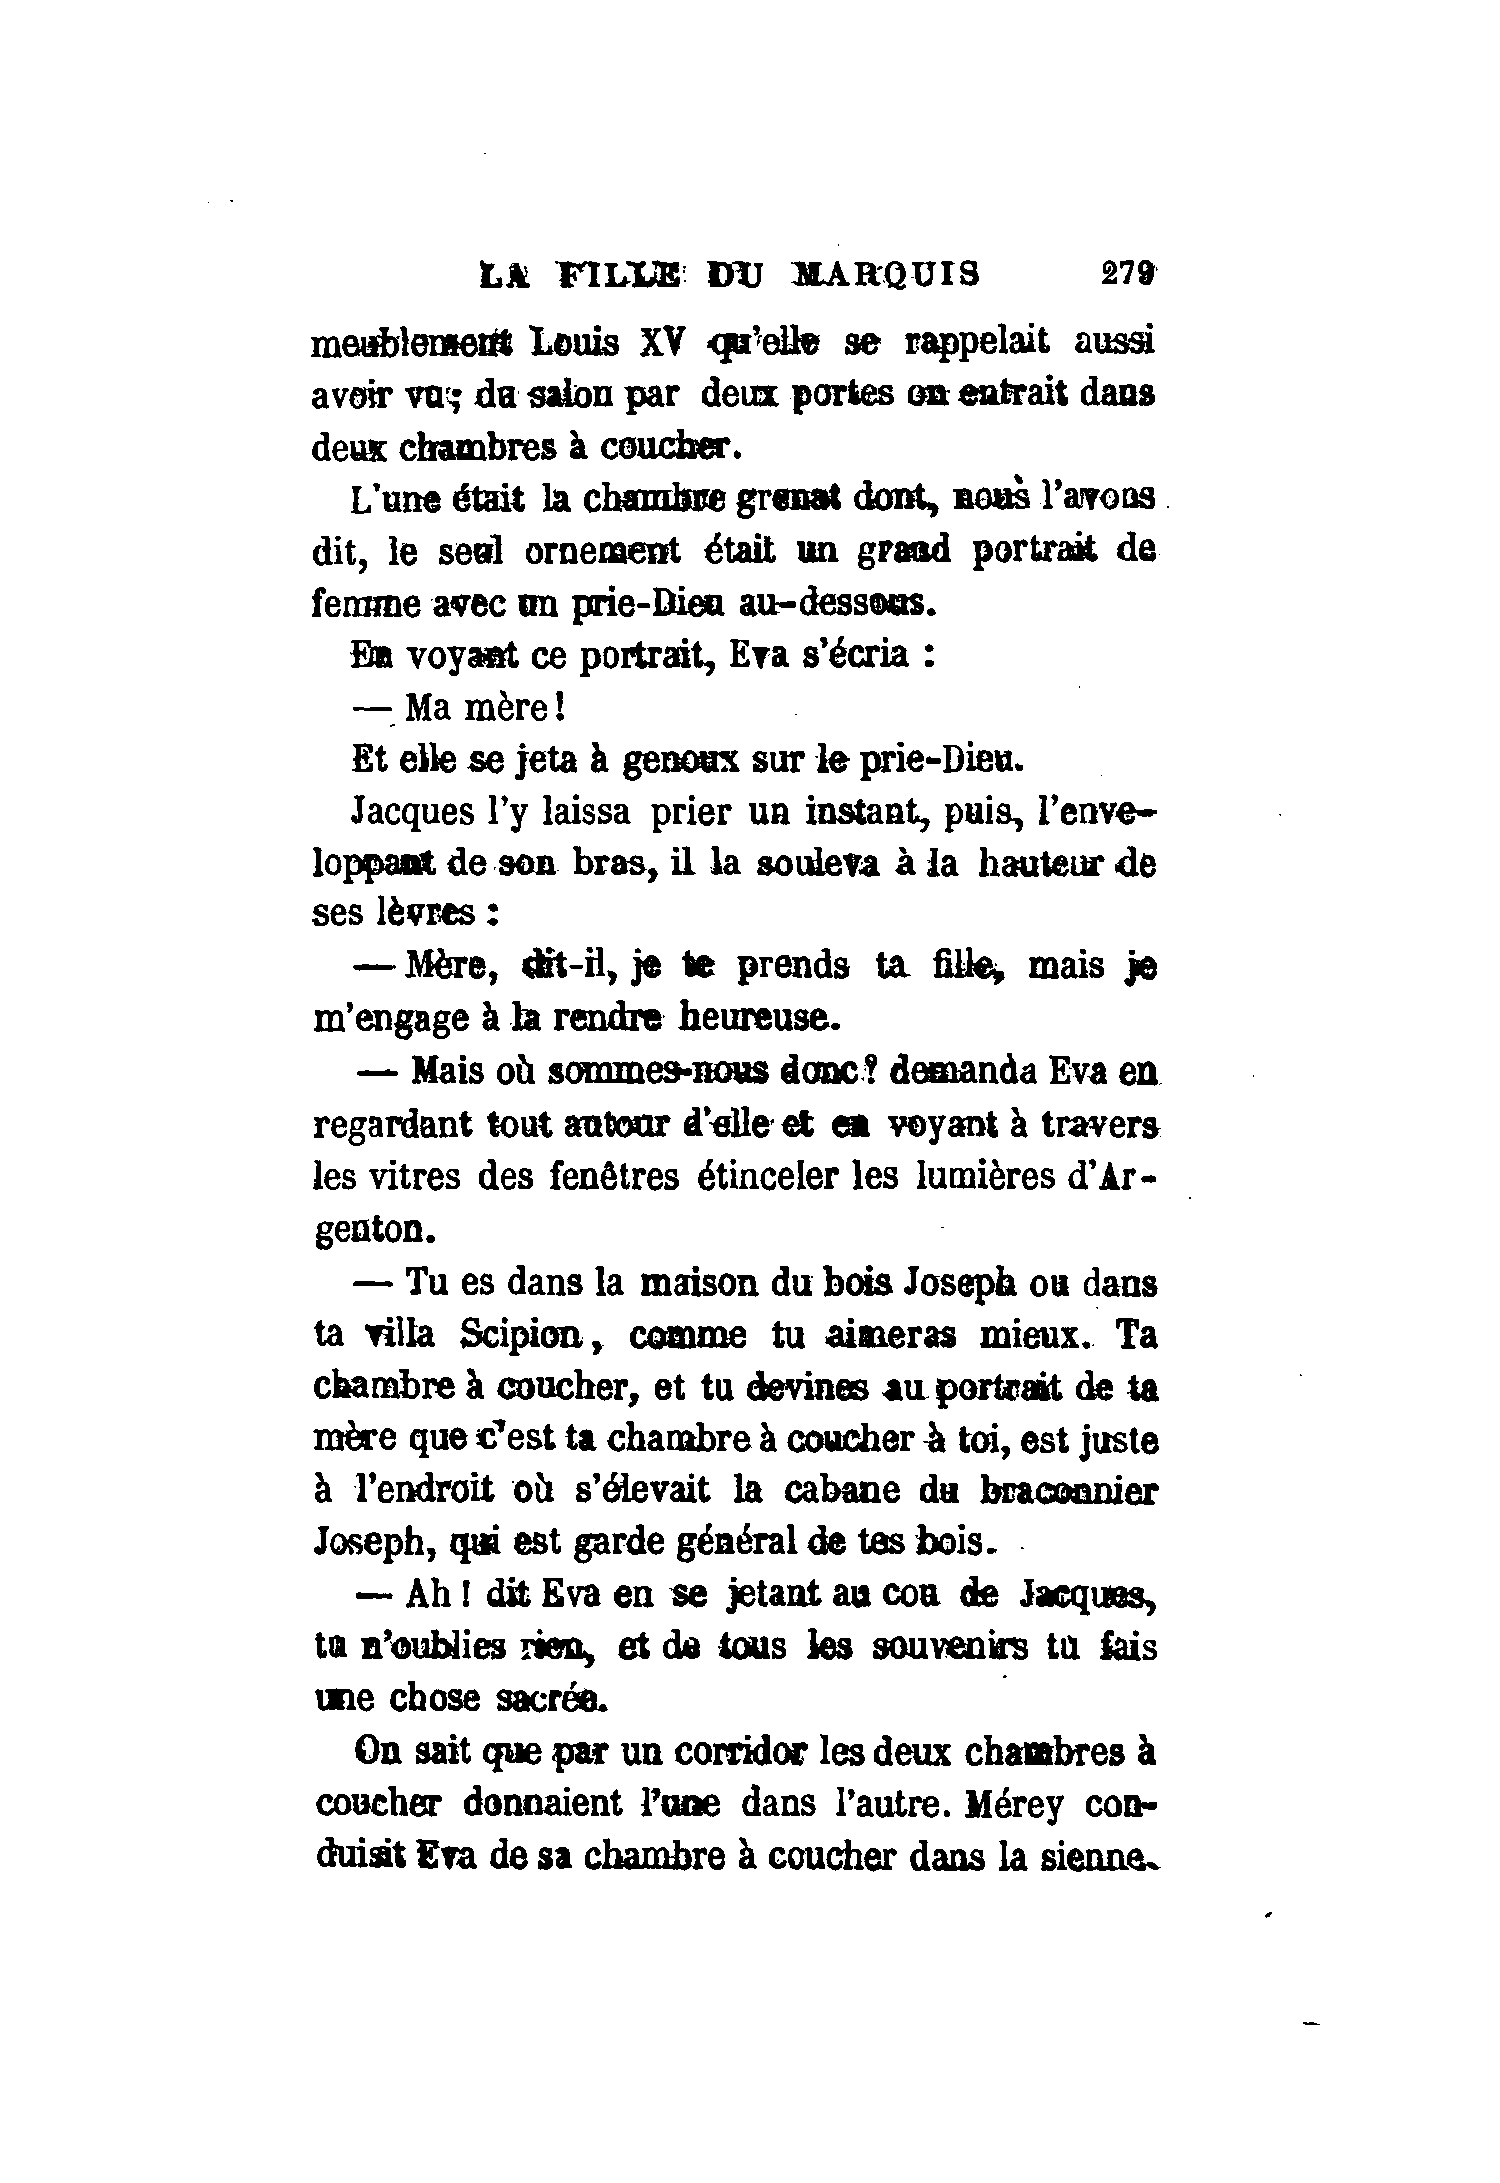 LA FILLE DU MARQUIS 279
meublement Louis XV qu'elle se rappelait aussi
avoir vu; du salon par deux portes on entrait dans
deux chambres à coucher.
L'une était la chambre grenat dont, nous l'avons
dit, le seul ornement était un grand portrait de
femme avec un prie-Dieu au-dessous.
En voyant ce portrait, Eva s'écria :
— Ma mère!
Et elle se jeta à genoux sur le prie-Dieu.
Jacques l'y laissa prier un instant, puis, l'enve-
loppant de son bras, il la souleva à la hauteur de
ses lèvres :
— Mère, dit-il, je te prends ta fille, mais je
m'engage à la rendre heureuse.
— Mais où sommes-nous donc? demanda Eva en
regardant tout autour d'elle et en voyant à travers
les vitres des fenêtres étinceler les lumières d'Ar-
genton.
— Tu es dans la maison du bois Joseph ou dans
ta villa Scipion, comme tu aimeras mieux. Ta
chambre à coucher, et tu devines au portrait de ta
mère que c'est ta chambre à coucher à toi, est juste
à l'endroit où s'élevait la cabane du braconnier
Joseph, qui est garde général de tes bois.
— Ah! dit Eva en se jetant au cou de Jacques,
tu n'oublies rien, et de tous les souvenirs tu fais
une chose sacrée.
On sait que par un corridor les deux chambres à
coucher donnaient l'une dans l'autre. Mérey con-
duisit Eva de sa chambre à coucher dans la sienne.